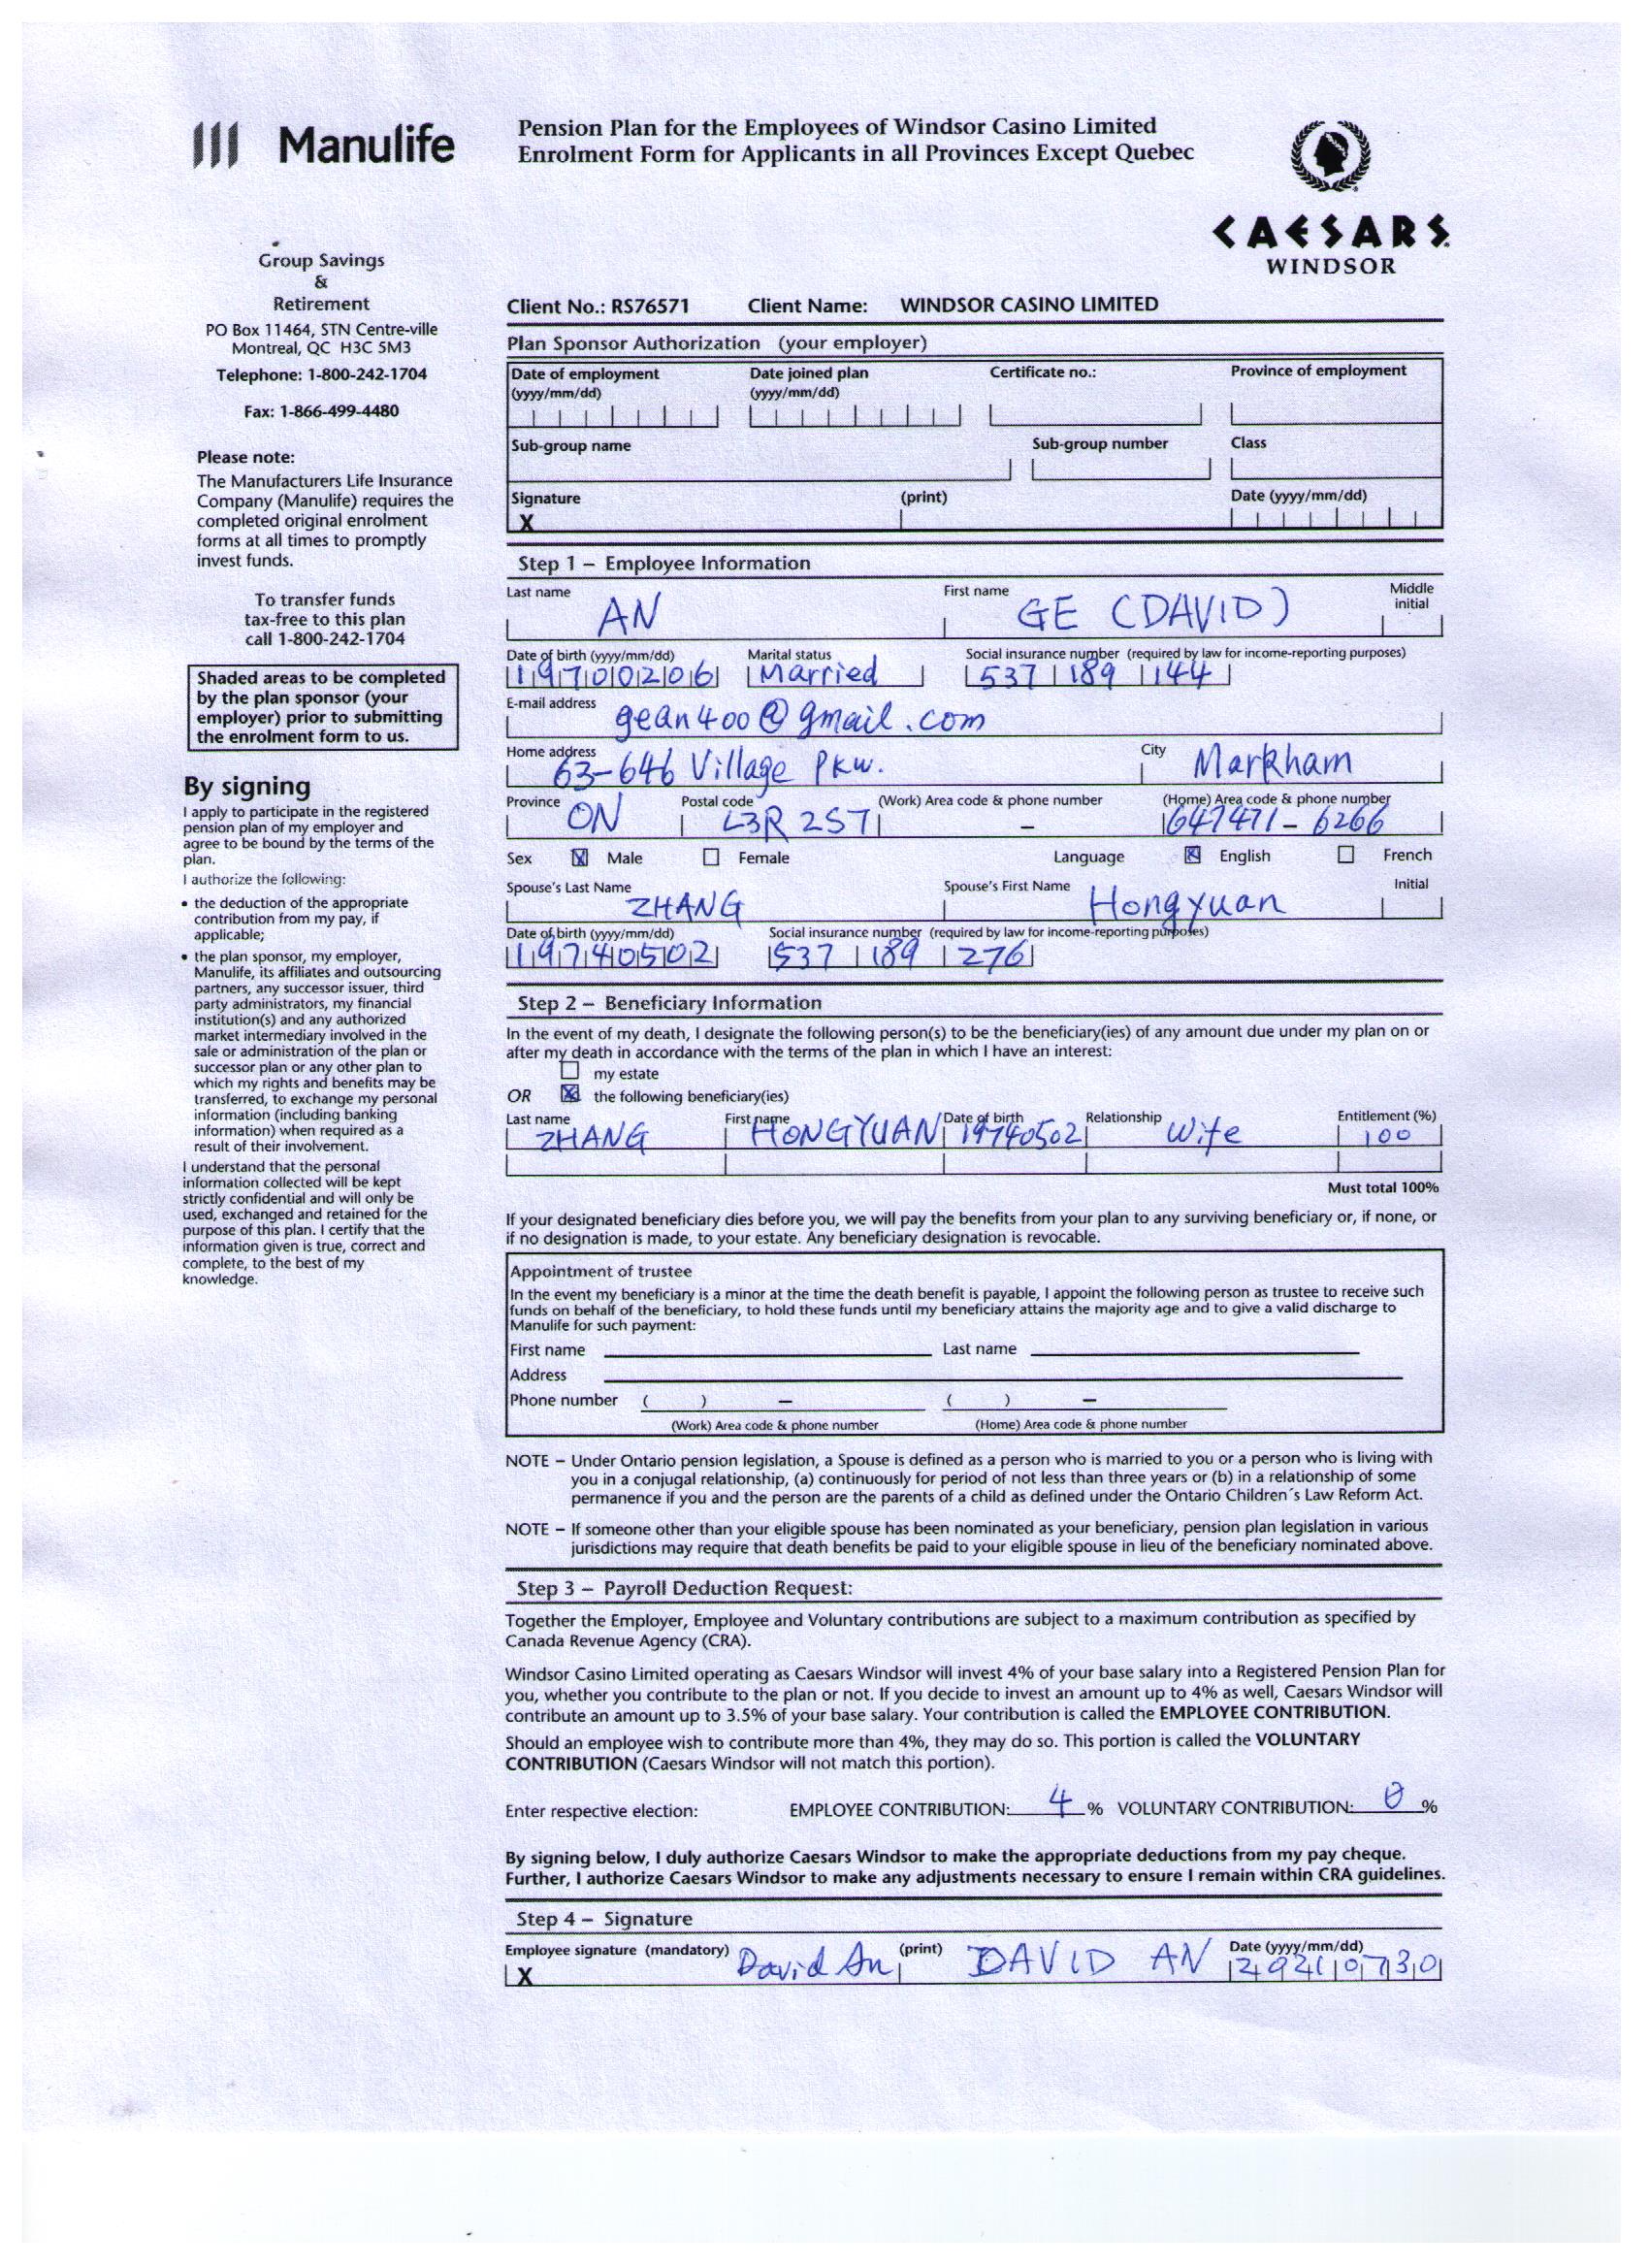 Manulife
Pension Plan for the Employees of Windsor Casino Limited
Enrolment Form for Applicants in all Provinces Except Quebec
CAESARS
WINDSOR
Group Savings
&
Retirement
PO Box 11464, STN Centre-ville
Montreal, QC H3C 5M3
Telephone: 1-800-242-1704
Fax: 1-866-499-4480
Please note:
The Manufacturers Life Insurance
Company (Manulife) requires the
completed original enrolment
forms at all times to promptly
invest funds.
To transfer funds
tax-free to this plan
call 1-800-242-1704
Shaded areas to be completed
by the plan sponsor (your
employer) prior to submitting
the enrolment form to us.
By signing
I apply to participate in the registered
pension plan of my employer and
agree to be bound by the terms of the
plan.
I authorize the following:
• the deduction of the appropriate
contribution from my pay, if
applicable;
• the plan sponsor, my employer,
Manulife, its affiliates and outsourcing
partners, any successor issuer, third
party administrators, my financial
institution(s) and any authorized
market intermediary involved in the
sale or administration of the plan or
successor plan or any other plan to
which my rights and benefits may be
transferred, to exchange my personal
information (including banking
information) when required as a
result of their involvement.
I understand that the personal
information collected will be kept
strictly confidential and will only be
used, exchanged and retained for the
purpose of this plan. I certify that the
information given is true, correct and
complete, to the best of my
knowledge.
Client No.: RS76571 Client Name: WINDSOR CASINO LIMITED
Plan Sponsor Authorization (your employer)
Date of employment Date joined plan Certificate no.: Province of employment
(yyyy/mm/dd) (yyyy/mm/dd)
Sub-group name Sub-group number Class
Signature (print) Date (yyyy/mm/dd)
X
Step 1 – Employee Information
Last name First name Middle initial
AN GE (DAVID)
Date of birth (yyyy/mm/dd) Marital status Social insurance number (required by law for income-reporting purposes)
19700206 Married 537 189 144
E-mail address
gean400@gmail.com
Home address City
63-646 Village Pkw. Markham
Province Postal code (Work) Area code & phone number (Home) Area code & phone number
ON L3R 2S7 – 647471-6266
Sex Male Female Language English French
Spouse's Last Name Spouse's First Name Initial
ZHANG Hongyuan
Date of birth (yyyy/mm/dd) Social insurance number (required by law for income-reporting purposes)
19740502 537 189 276
Step 2 – Beneficiary Information
In the event of my death, I designate the following person(s) to be the beneficiary(ies) of any amount due under my plan on or
after my death in accordance with the terms of the plan in which I have an interest:
my estate
OR the following beneficiary(ies)
Last name First name Date of birth Relationship Entitlement (%)
ZHANG HONGYUAN 19740502 Wife 100
Must total 100%
If your designated beneficiary dies before you, we will pay the benefits from your plan to any surviving beneficiary or, if none, or
if no designation is made, to your estate. Any beneficiary designation is revocable.
Appointment of trustee
In the event my beneficiary is a minor at the time the death benefit is payable, I appoint the following person as trustee to receive such
funds on behalf of the beneficiary, to hold these funds until my beneficiary attains the majority age and to give a valid discharge to
Manulife for such payment:
First name Last name
Address
Phone number ( ) – ( ) –
(Work) Area code & phone number (Home) Area code & phone number
NOTE – Under Ontario pension legislation, a Spouse is defined as a person who is married to you or a person who is living with
you in a conjugal relationship, (a) continuously for period of not less than three years or (b) in a relationship of some
permanence if you and the person are the parents of a child as defined under the Ontario Children´s Law Reform Act.
NOTE – If someone other than your eligible spouse has been nominated as your beneficiary, pension plan legislation in various
jurisdictions may require that death benefits be paid to your eligible spouse in lieu of the beneficiary nominated above.
Step 3 – Payroll Deduction Request:
Together the Employer, Employee and Voluntary contributions are subject to a maximum contribution as specified by
Canada Revenue Agency (CRA).
Windsor Casino Limited operating as Caesars Windsor will invest 4% of your base salary into a Registered Pension Plan for
you, whether you contribute to the plan or not. If you decide to invest an amount up to 4% as well, Caesars Windsor will
contribute an amount up to 3.5% of your base salary. Your contribution is called the EMPLOYEE CONTRIBUTION.
Should an employee wish to contribute more than 4%, they may do so. This portion is called the VOLUNTARY
CONTRIBUTION (Caesars Windsor will not match this portion).
Enter respective election: EMPLOYEE CONTRIBUTION: 4 % VOLUNTARY CONTRIBUTION: 0 %
By signing below, I duly authorize Caesars Windsor to make the appropriate deductions from my pay cheque.
Further, I authorize Caesars Windsor to make any adjustments necessary to ensure I remain within CRA guidelines.
Step 4 – Signature
Employee signature (mandatory) (print) Date (yyyy/mm/dd)
X David An DAVID AN 20210730